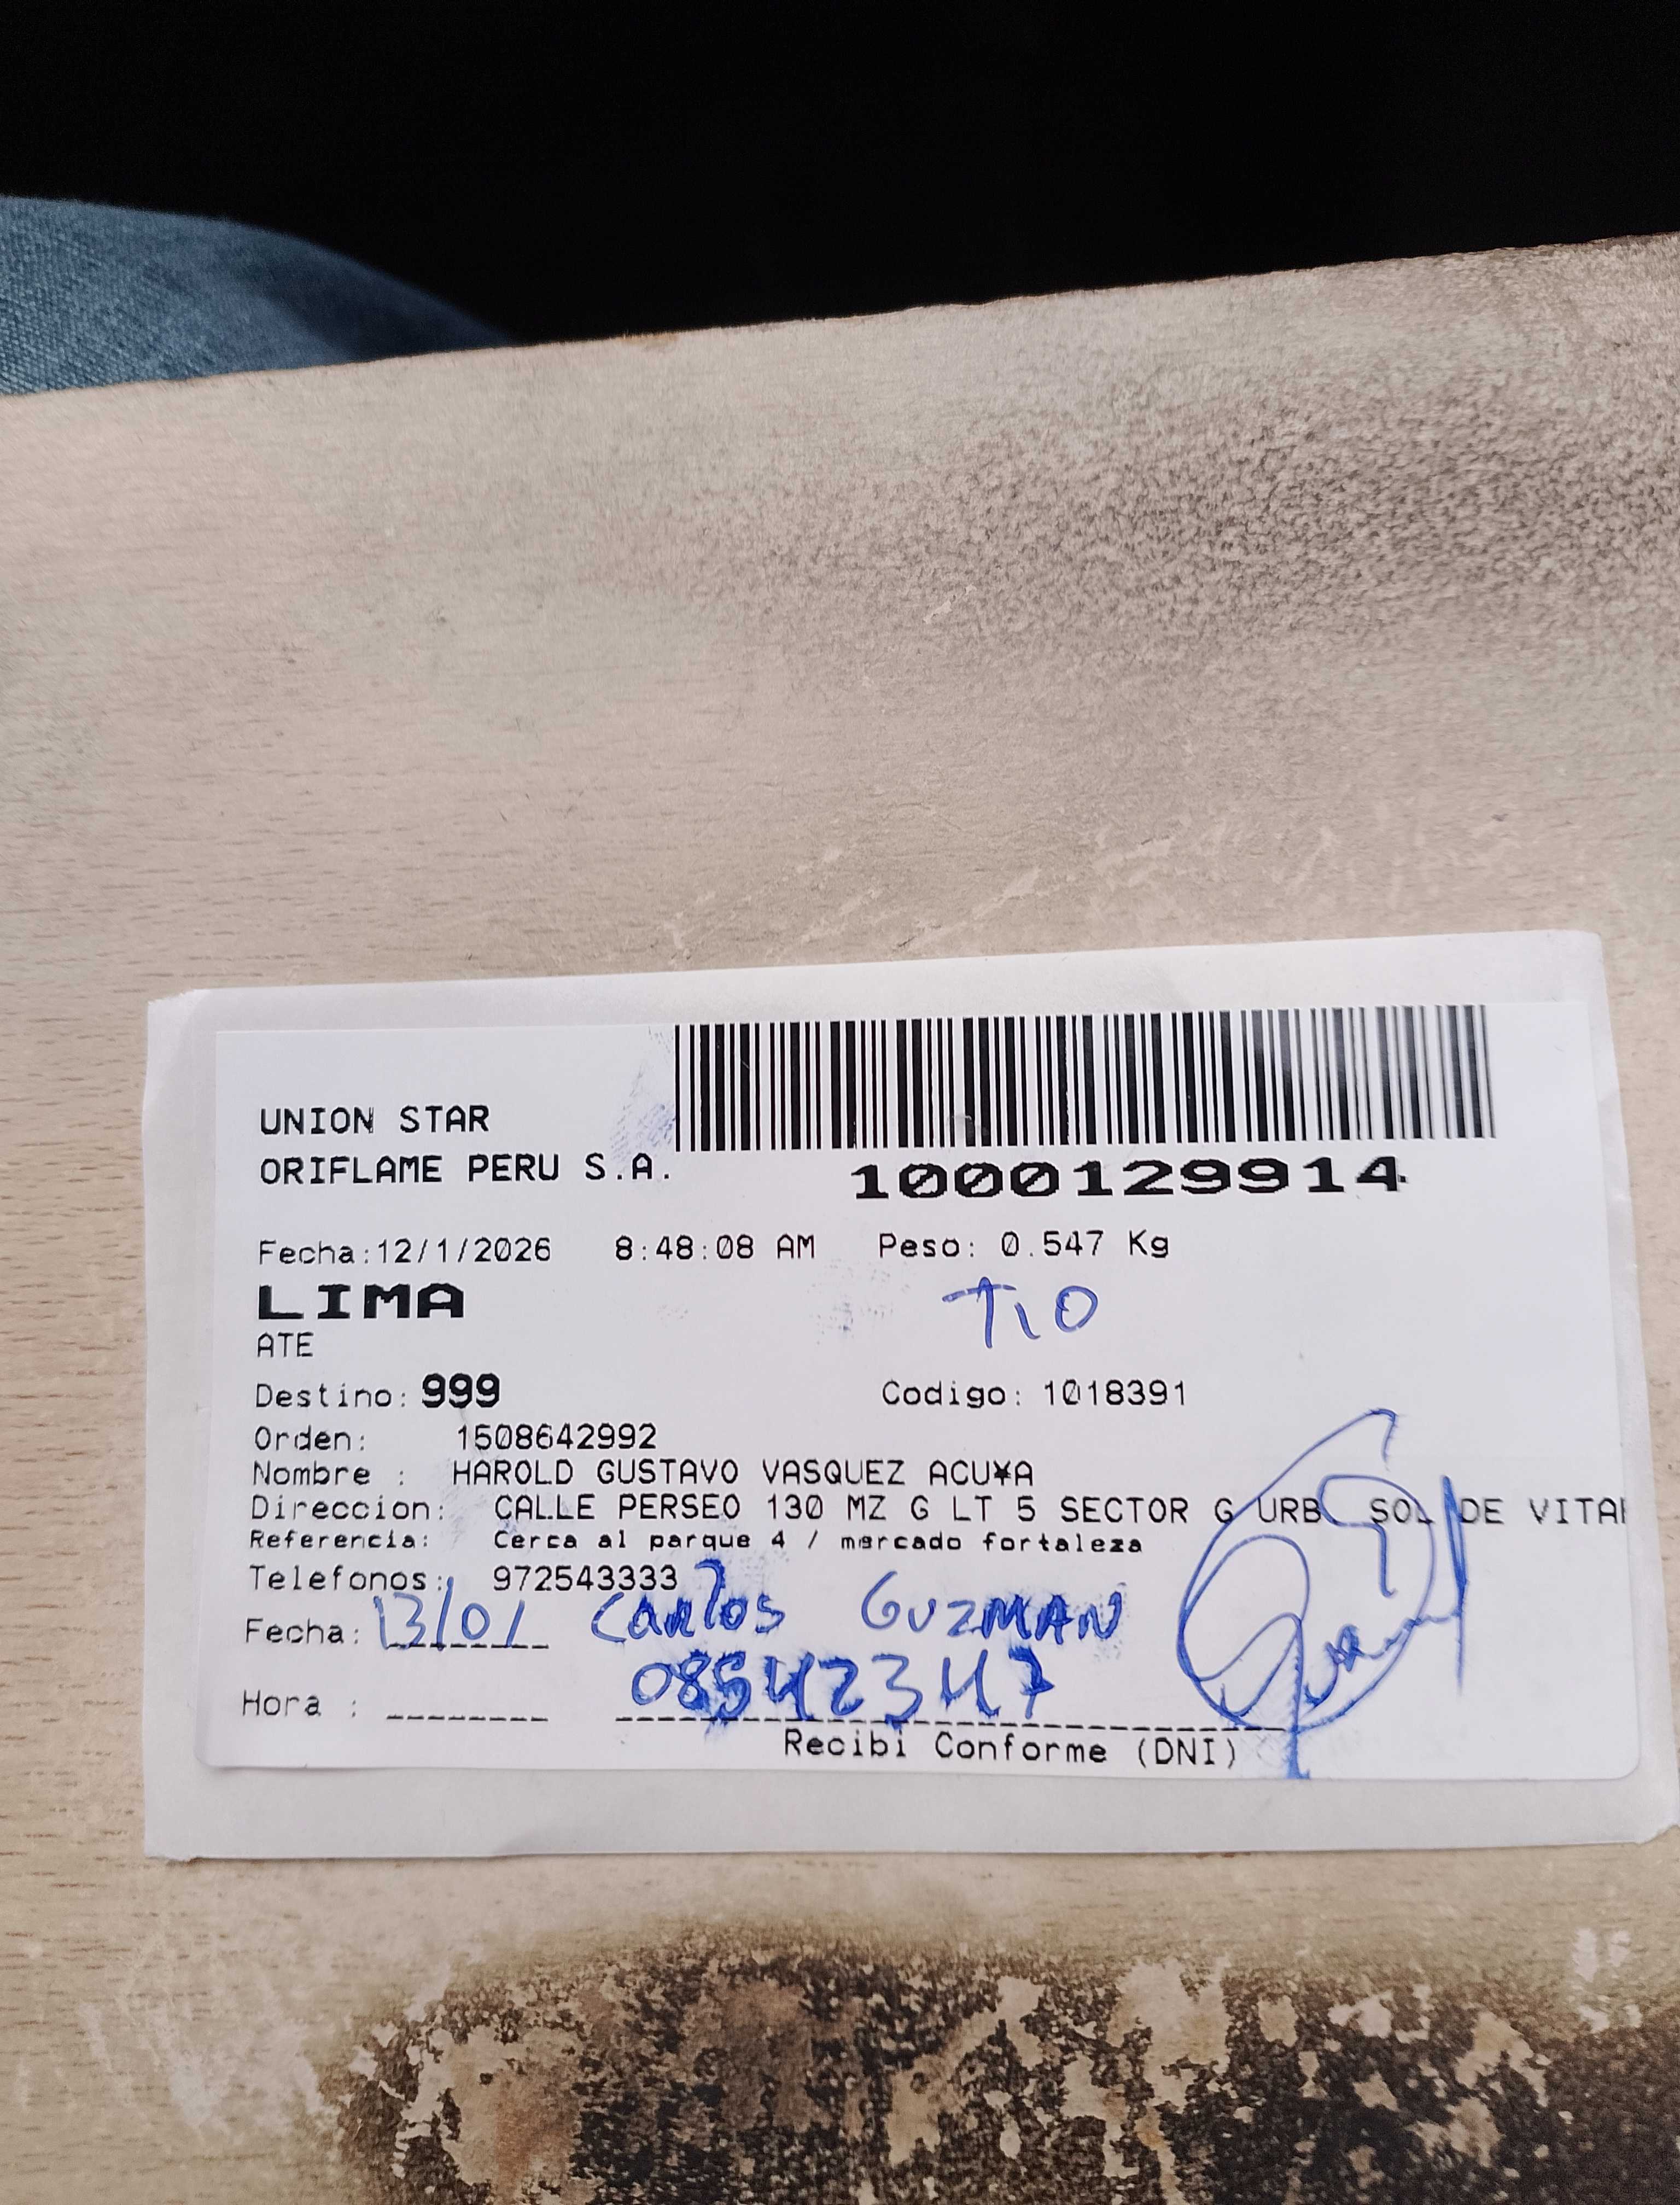 UNION STAR
ORIFLAME PERU S.A.
1000129914
Fecha:12/1/2026 8:48:08 AM Peso: 0.547 Kg
LIMA
TIO
ATE
Destino: 999 Codigo: 1018391
Orden: 1508642992
Nombre : HAROLD GUSTAVO VASQUEZ ACU¥A
Direccion: CALLE PERSEO 130 MZ G LT 5 SECTOR G URB SOL DE VITA
Referencia: Cerca al parque 4 / mercado fortaleza
Telefonos: 972543333
Fecha: 13/01 Carlos GUZMAN
08542347
Hora : ________
Recibi Conforme (DNI)